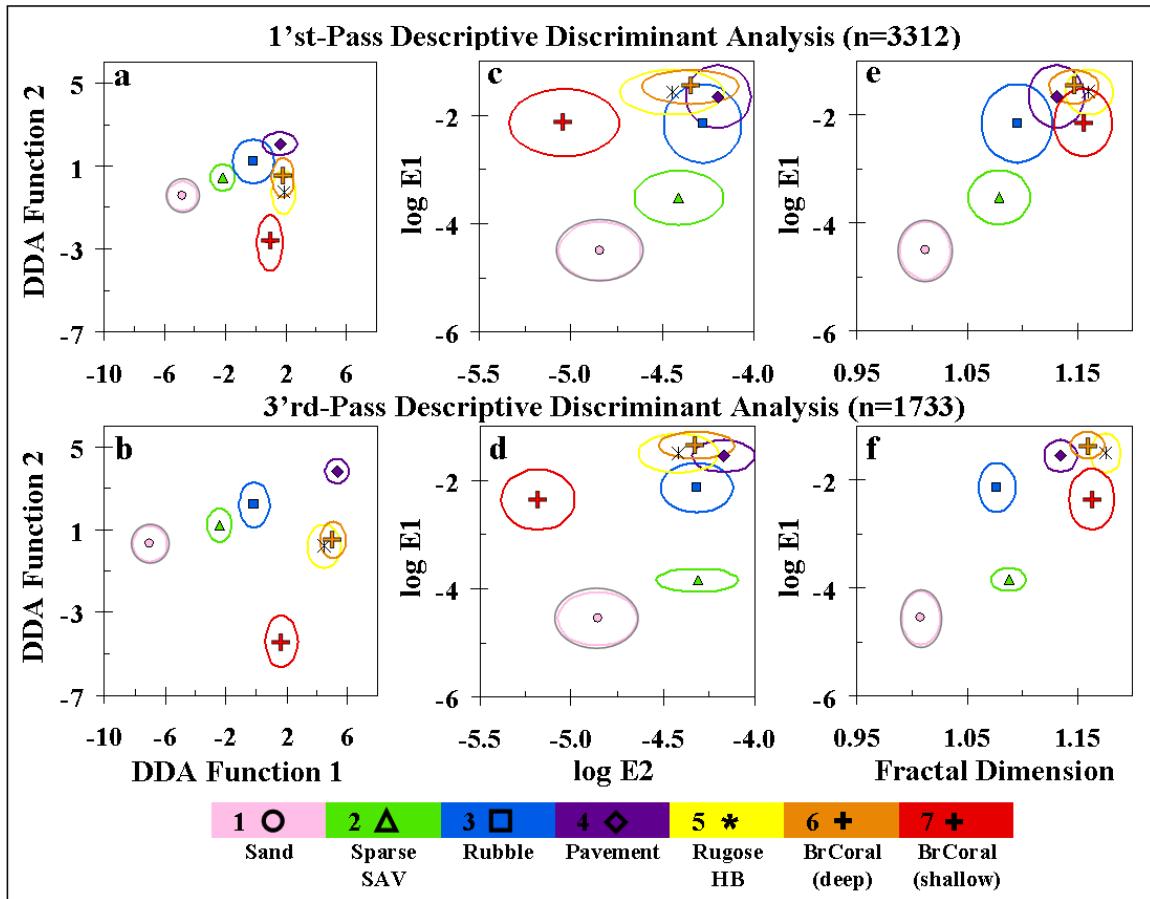 1'st-Pass Descriptive Discriminant Analysis (n=3312)
a
c
e
DDA Function 2
5
1
-3
-7
-10
-6
-2
2
6
log E1
-2
-4
-6
-5.5
-5.0
-4.5
-4.0
log E1
-2
-4
-6
0.95
1.05
1.15
3'rd-Pass Descriptive Discriminant Analysis (n=1733)
b
d
f
DDA Function 2
5
1
-3
-7
-10
-6
-2
2
6
DDA Function 1
log E1
-2
-4
-6
-5.5
-5.0
-4.5
-4.0
log E2
log E1
-2
-4
-6
0.95
1.05
1.15
Fractal Dimension
1 2 3 4 5 6 7
Sand
Sparse
SAV
Rubble
Pavement
Rugose
HB
BrCoral
(deep)
BrCoral
(shallow)